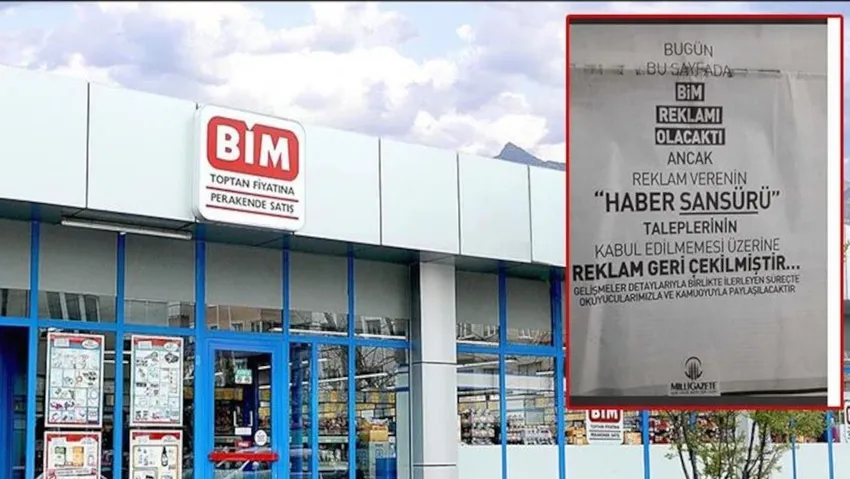 BİM
TOPTAN FİYATINA
PERAKENDE SATIŞ
BİM
BİM
BUGÜN
BU SAYFADA
BİM
REKLAMI
OLACAKTI
ANCAK
REKLAM VERENİN
“HABER SANSÜRÜ”
TALEPLERİNİN
KABUL EDİLMEMESİ ÜZERİNE
REKLAM GERİ ÇEKİLMİŞTİR...
GELİŞMELER DETAYLARIYLA BİRLİKTE İLERLEYEN SÜREÇTE
OKUYUCULARIMIZLA VE KAMUOYUYLA PAYLAŞILACAKTIR
MİLLİ GAZETE